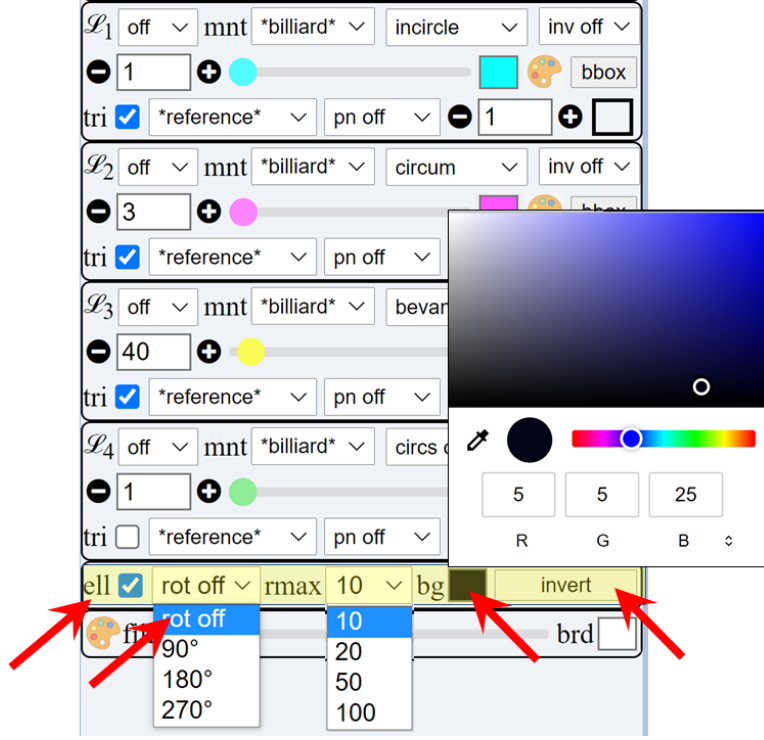 ℒ1 off mnt *billiard* incircle inv off
1 bbox
tri *reference* pn off 1
ℒ2 off mnt *billiard* circum inv off
3
tri *reference* pn off
ℒ3 off mnt *billiard* bevan
40
tri *reference* pn off
ℒ4 off mnt *billiard* circs
1
tri *reference* pn off
5 5 25
R G B
ell rot off rmax 10 bg invert
rot off 10
brd
90° 20
180° 50
270° 100